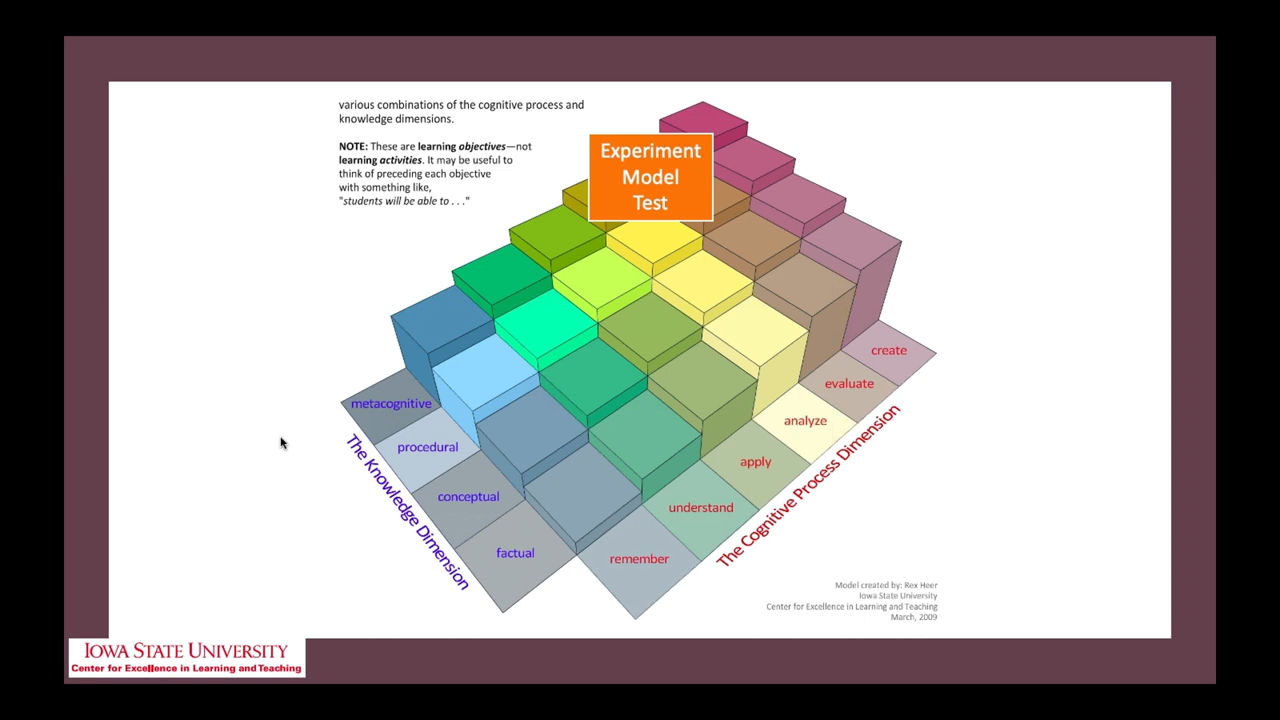 various combinations of the cognitive process and
knowledge dimensions.
NOTE: These are learning objectives—not
learning activities. It may be useful to
think of preceding each objective
with something like,
"students will be able to . . ."
Experiment
Model
Test
metacognitive
procedural
conceptual
factual
The Knowledge Dimension
create
evaluate
analyze
apply
understand
remember
The Cognitive Process Dimension
Model created by: Rex Heer
Iowa State University
Center for Excellence in Learning and Teaching
March, 2009
IOWA STATE UNIVERSITY
Center for Excellence in Learning and Teaching